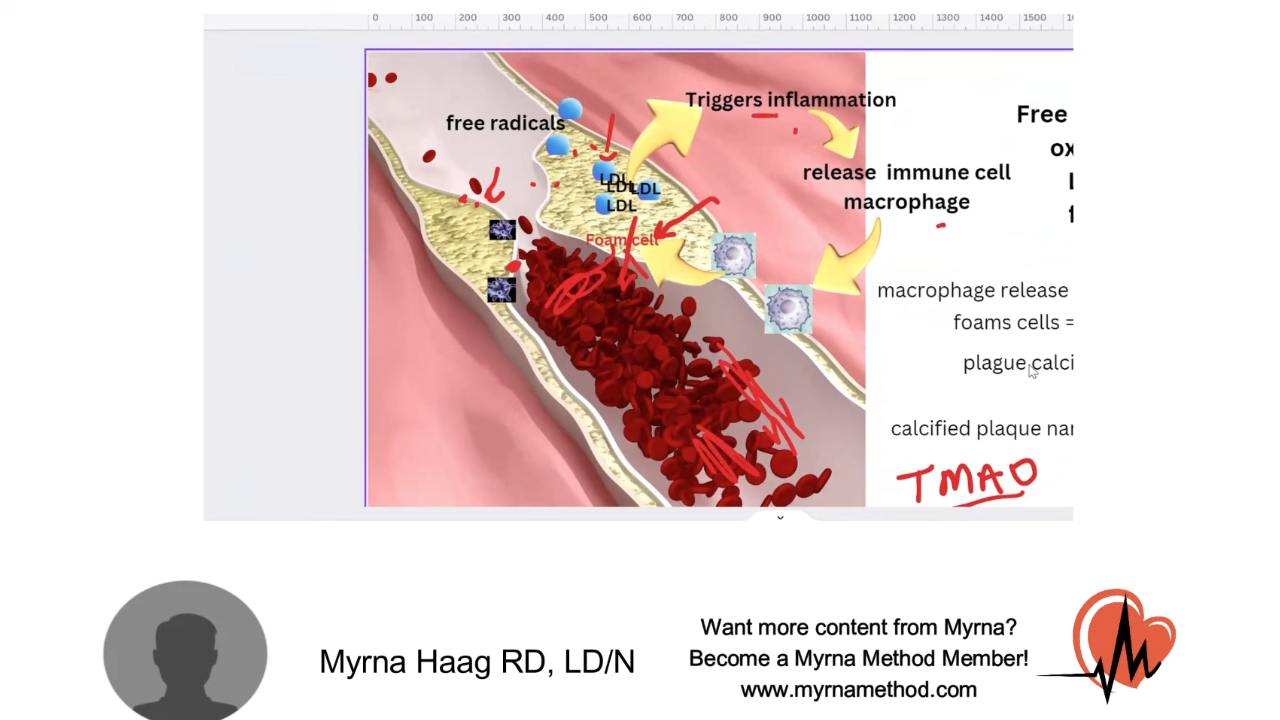 0 100 200 300 400 500 600 700 800 900 1000 1100 1200 1300 1400 1500
Triggers inflammation
free radicals
Free
ox
release immune cell
macrophage
LDL
LDL
LDL
LDL
Foam cell
macrophage release
foams cells =
plague calci
calcified plaque nar
TMAO
Myrna Haag RD, LD/N
Want more content from Myrna?
Become a Myrna Method Member!
www.myrnamethod.com